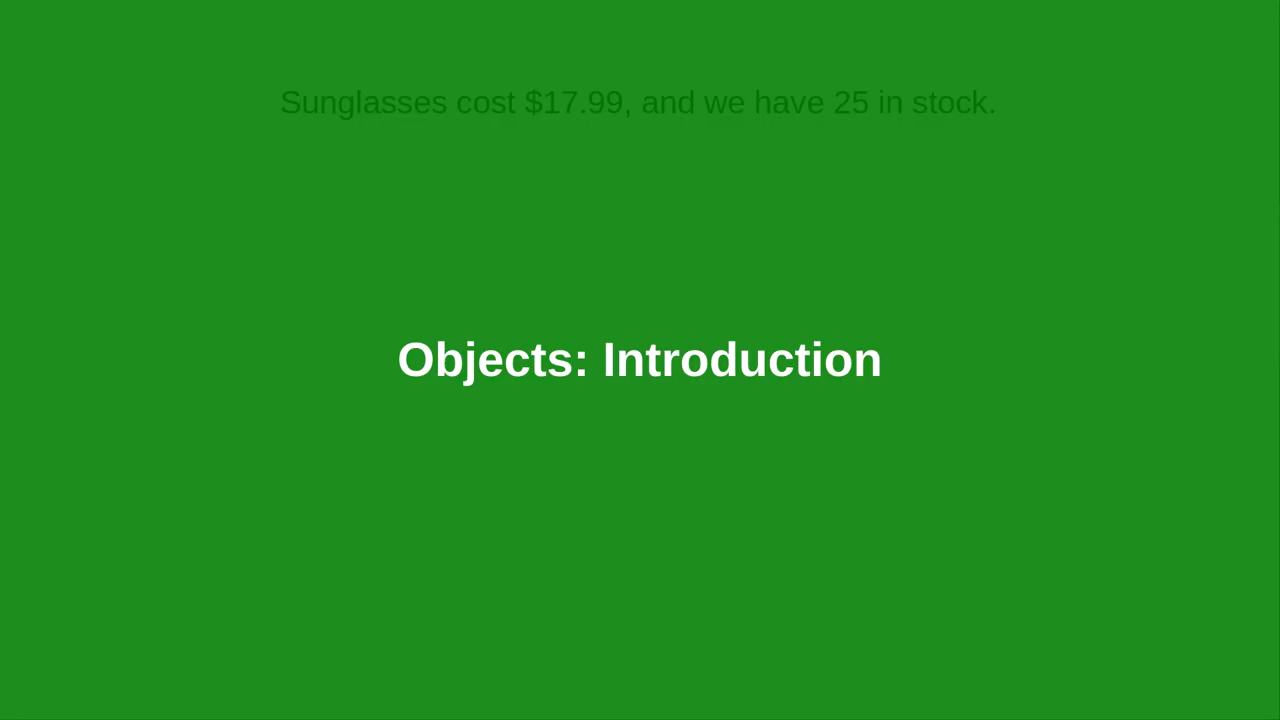 Sunglasses cost $17.99, and we have 25 in stock.
Objects: Introduction